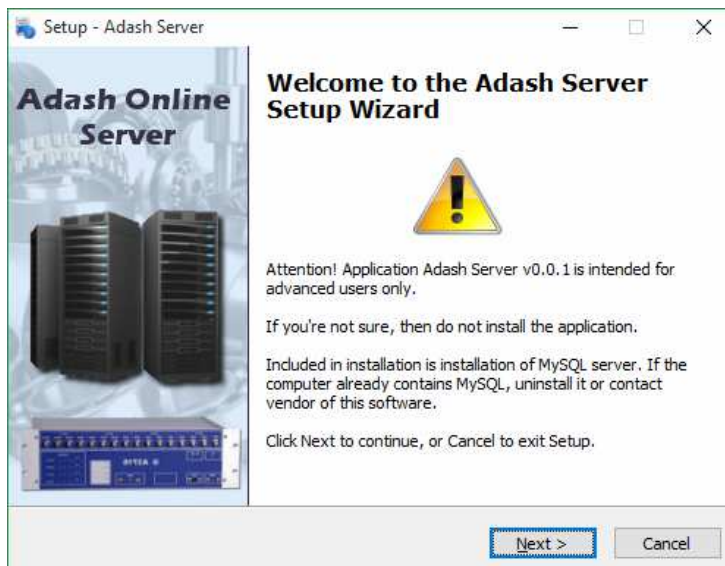 Setup - Adash Server
Adash Online
Server
Welcome to the Adash Server
Setup Wizard
Attention! Application Adash Server v0.0.1 is intended for
advanced users only.
If you're not sure, then do not install the application.
Included in installation is installation of MySQL server. If the
computer already contains MySQL, uninstall it or contact
vendor of this software.
Click Next to continue, or Cancel to exit Setup.
Next >
Cancel